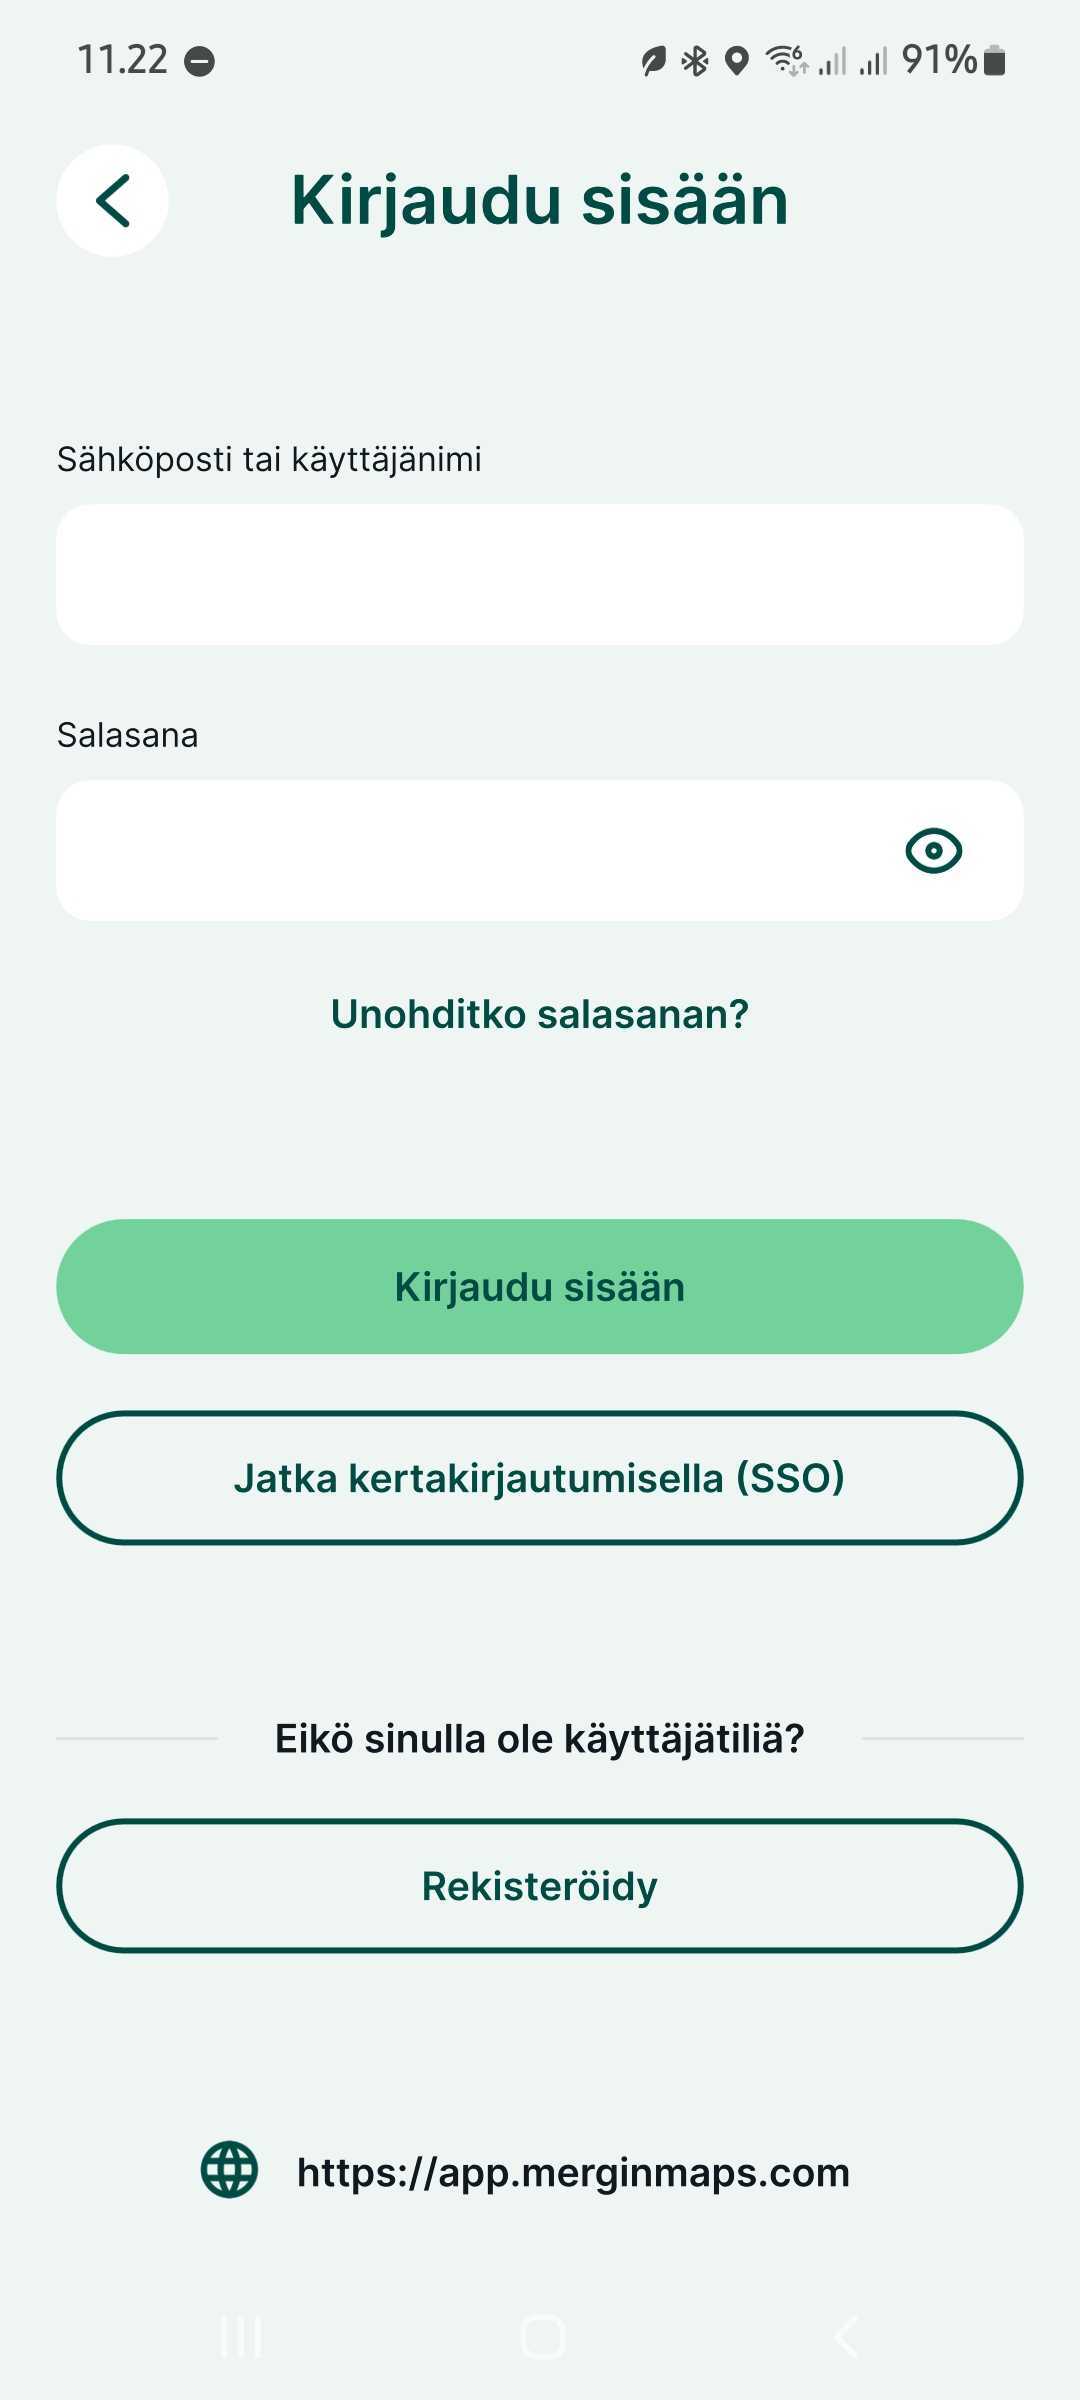 11.22
6 91%
Kirjaudu sisään
Sähköposti tai käyttäjänimi
Salasana
Unohditko salasanan?
Kirjaudu sisään
Jatka kertakirjautumisella (SSO)
Eikö sinulla ole käyttäjätiliä?
Rekisteröidy
https://app.merginmaps.com